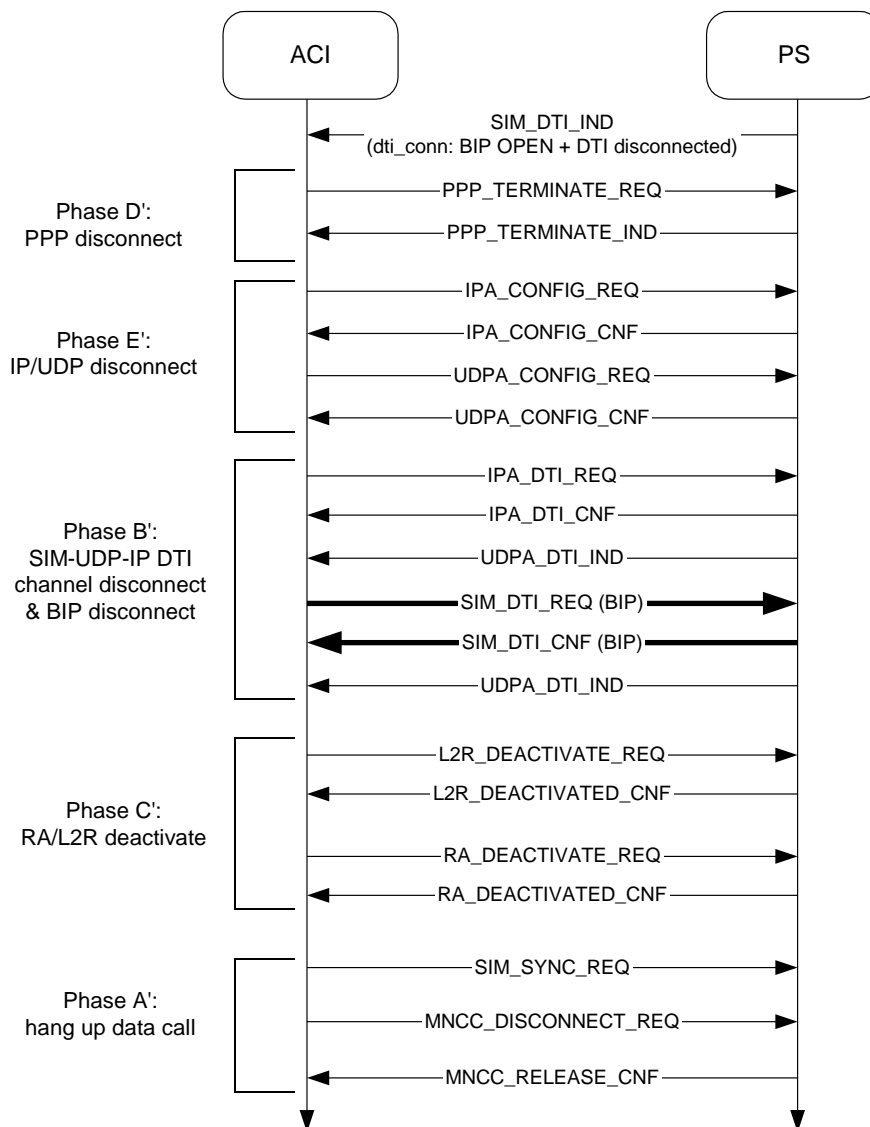 ACI
PS
SIM_DTI_IND
(dti_conn: BIP OPEN + DTI disconnected)
Phase D':
PPP disconnect
PPP_TERMINATE_REQ
PPP_TERMINATE_IND
Phase E':
IP/UDP disconnect
IPA_CONFIG_REQ
IPA_CONFIG_CNF
UDPA_CONFIG_REQ
UDPA_CONFIG_CNF
Phase B':
SIM-UDP-IP DTI
channel disconnect
& BIP disconnect
IPA_DTI_REQ
IPA_DTI_CNF
UDPA_DTI_IND
SIM_DTI_REQ (BIP)
SIM_DTI_CNF (BIP)
UDPA_DTI_IND
Phase C':
RA/L2R deactivate
L2R_DEACTIVATE_REQ
L2R_DEACTIVATED_CNF
RA_DEACTIVATE_REQ
RA_DEACTIVATED_CNF
Phase A':
hang up data call
SIM_SYNC_REQ
MNCC_DISCONNECT_REQ
MNCC_RELEASE_CNF